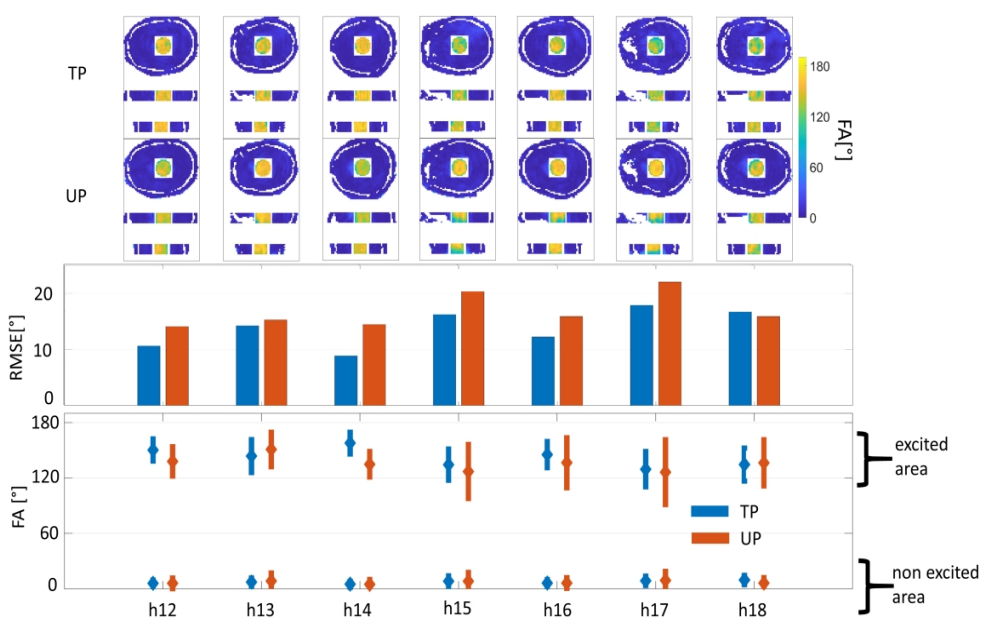 TP
UP
180
120
60
0
FA[°]
RMSE[°]
20
10
0
FA [°]
180
120
60
0
excited
area
TP
UP
non excited
area
h12 h13 h14 h15 h16 h17 h18